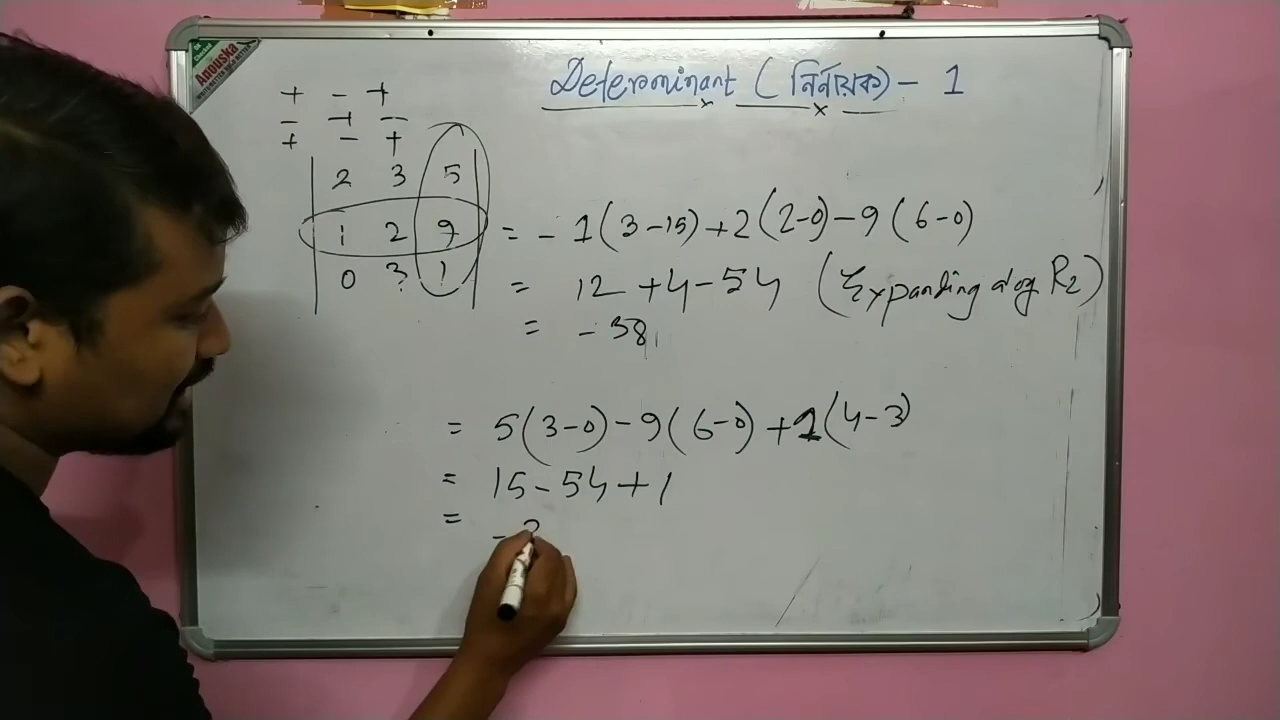 Anouska
Determinant (নির্ণায়ক) - 1
+ - +
- + -
+ - +
| 2 3 5 |
| 1 2 9 | = - 1(3-15)+2(2-0)-9(6-0)
| 0 3 1 | = 12+4-54 (Expanding along R2)
= -38
= 5(3-0)-9(6-0)+1(4-3)
= 15-54+1
= -3